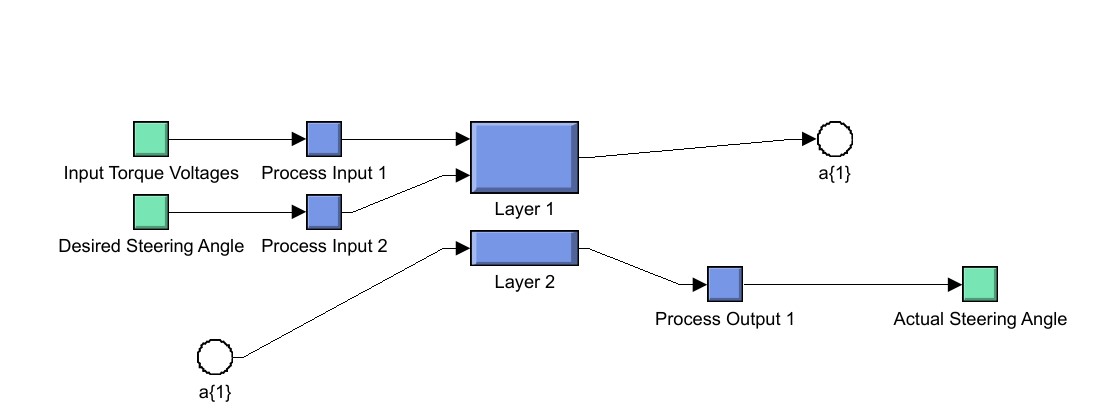 Input Torque Voltages
Process Input 1
a{1}
Layer 1
Desired Steering Angle
Process Input 2
Layer 2
Process Output 1
Actual Steering Angle
a{1}